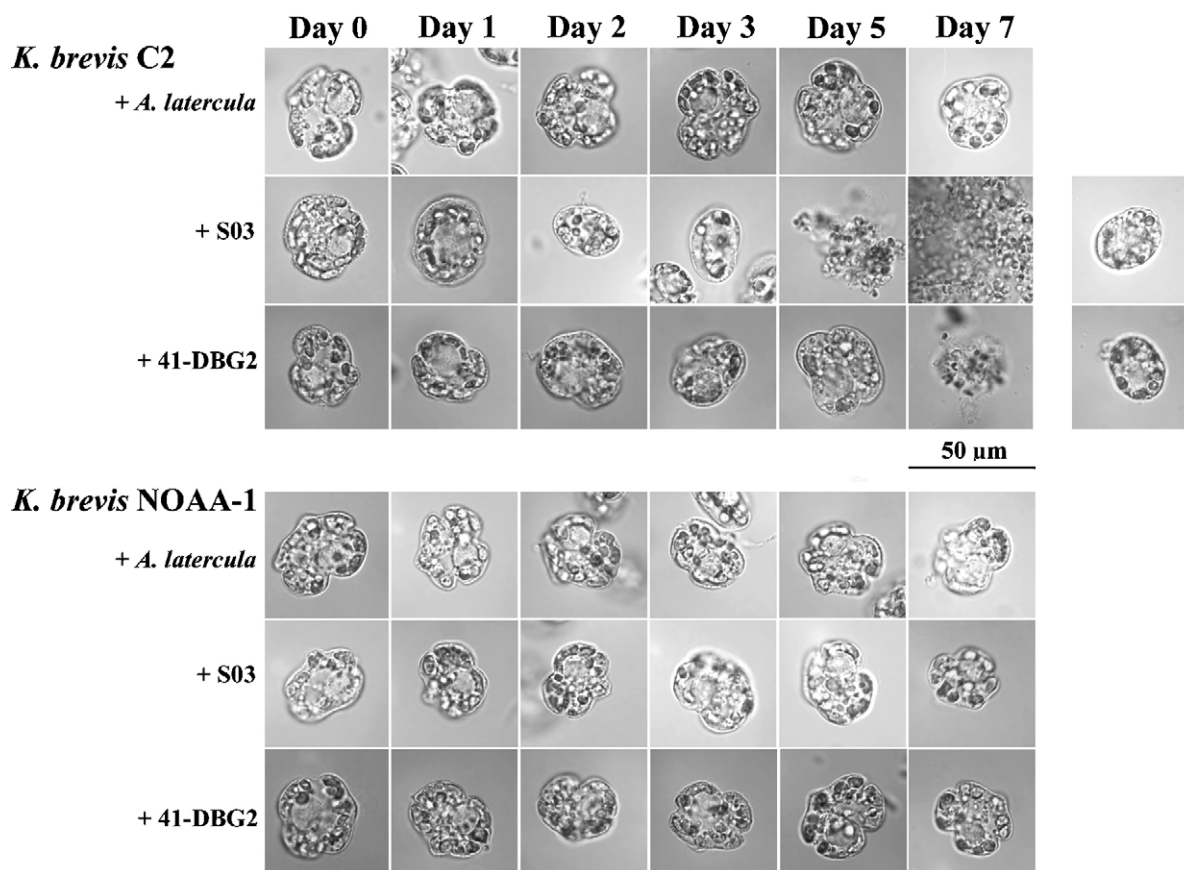 Day 0 Day 1 Day 2 Day 3 Day 5 Day 7
K. brevis C2
+ A. latercula
+ S03
+ 41-DBG2
50 µm
K. brevis NOAA-1
+ A. latercula
+ S03
+ 41-DBG2